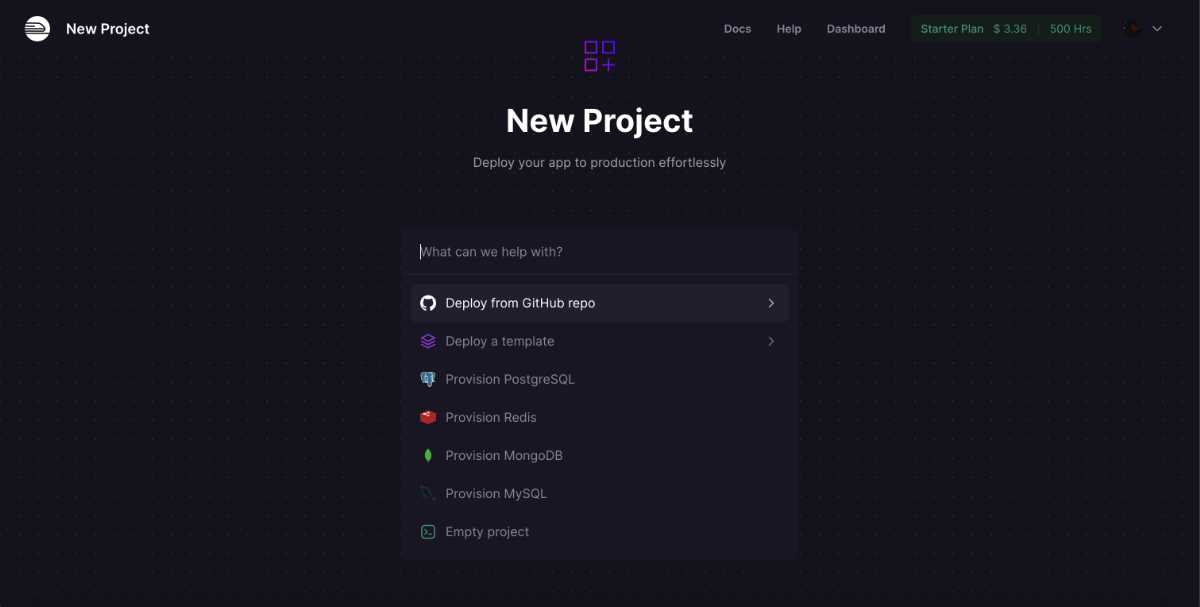 New Project
Docs Help Dashboard Starter Plan $ 3.36 500 Hrs
New Project
Deploy your app to production effortlessly
What can we help with?
Deploy from GitHub repo
Deploy a template
Provision PostgreSQL
Provision Redis
Provision MongoDB
Provision MySQL
Empty project